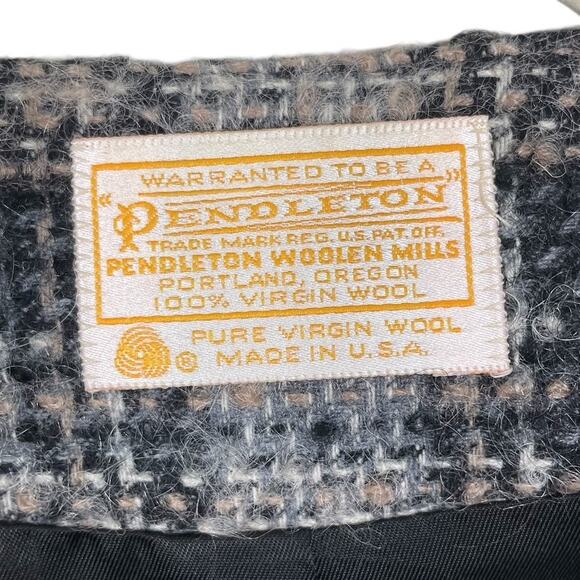 WARRANTED TO BE A
"PENDLETON"
TRADE MARK REG. U.S. PAT. OFF.
PENDLETON WOOLEN MILLS
PORTLAND, OREGON
100% VIRGIN WOOL
® PURE VIRGIN WOOL
MADE IN U.S.A.